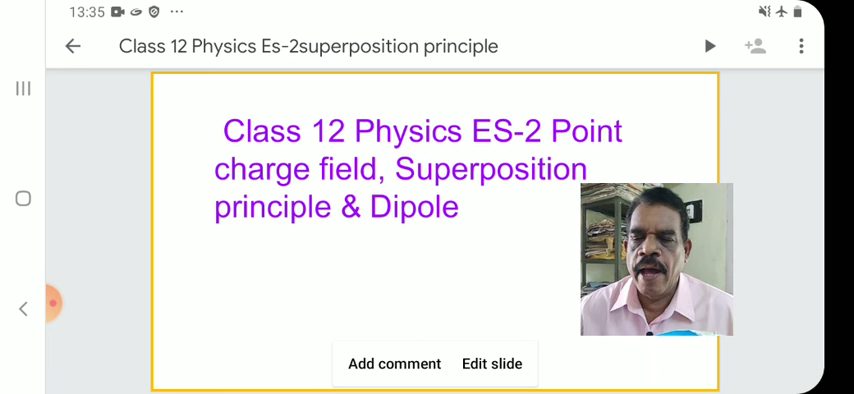 13:35
Class 12 Physics Es-2superposition principle
Class 12 Physics ES-2 Point
charge field, Superposition
principle & Dipole
Add comment Edit slide